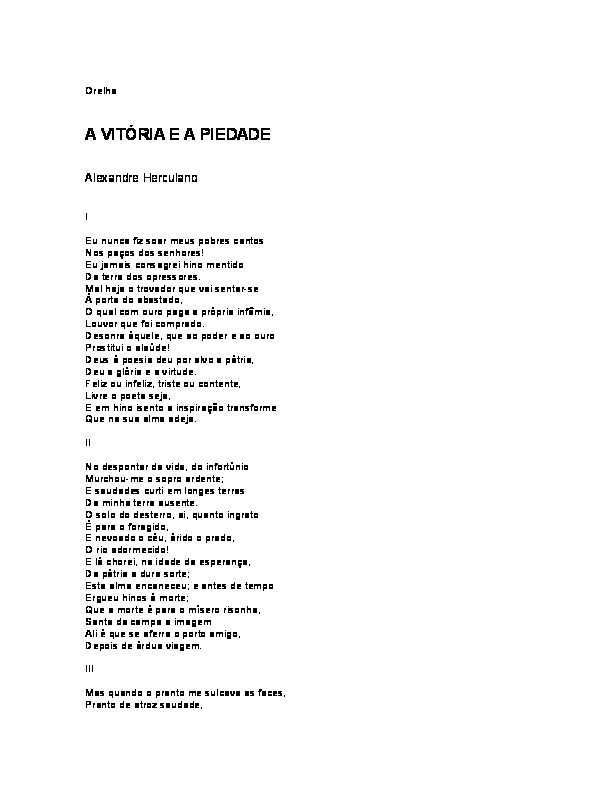 Orelha
A VITÓRIA E A PIEDADE
Alexandre Herculano
I
Eu nunca fiz soar meus pobres cantos
Nos paços dos senhores!
Eu jamais consagrei hino mentido
Da terra dos opressores.
Mal haja o trovador que vai sentar-se
À porta do abastado,
O qual com ouro paga a própria infâmia,
Louvor que foi comprado.
Desonra àquele, que ao poder e ao ouro
Prostitui o alaúde!
Deus à poesia deu por alvo a pátria,
Deu a glória e a virtude.
Feliz ou infeliz, triste ou contente,
Livre o poeta seja,
E em hino isento a inspiração transforme
Que na sua alma adeja.
II
No despontar da vida, do infortúnio
Murchou-me o sopro ardente;
E saudades curti em longes terras
Da minha terra ausente.
O solo do desterro, ai, quanto ingrato
É para o foragido,
E nevoado o céu, árido o prado,
O rio adormecido!
E lá chorei, na idade da esperança,
Da pátria a dura sorte;
Esta alma encaneceu; e antes de tempo
Ergueu hinos à morte;
Que a morte é para o mísero risonha,
Santa da campa a imagem
Ali é que se aferra o porto amigo,
Depois de árdua viagem.
III
Mas quando o pranto me sulcava as faces,
Pranto de atroz saudade,